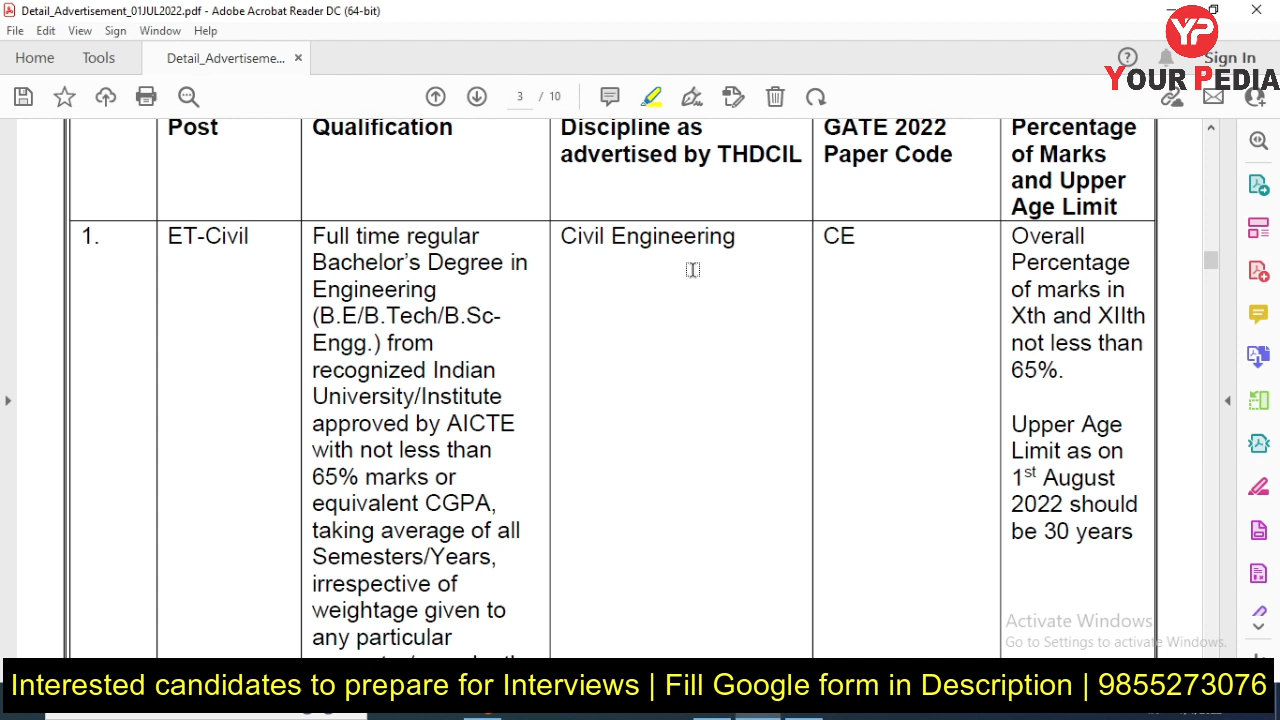 Detail_Advertisement_01JUL2022.pdf - Adobe Acrobat Reader DC (64-bit)
YP
YOUR PEDIA
File Edit View Sign Window Help
Home Tools Detail_Advertiseme... ×
Sign In
3 / 10
Post
Qualification
Discipline as
advertised by THDCIL
GATE 2022
Paper Code
Percentage
of Marks
and Upper
Age Limit
1.
ET-Civil
Full time regular
Bachelor's Degree in
Engineering
(B.E/B.Tech/B.Sc-
Engg.) from
recognized Indian
University/Institute
approved by AICTE
with not less than
65% marks or
equivalent CGPA,
taking average of all
Semesters/Years,
irrespective of
weightage given to
any particular
Civil Engineering
CE
Overall
Percentage
of marks in
Xth and XIIth
not less than
65%.
Upper Age
Limit as on
1st August
2022 should
be 30 years
Activate Windows
Go to Settings to activate Windows.
Interested candidates to prepare for Interviews | Fill Google form in Description | 9855273076